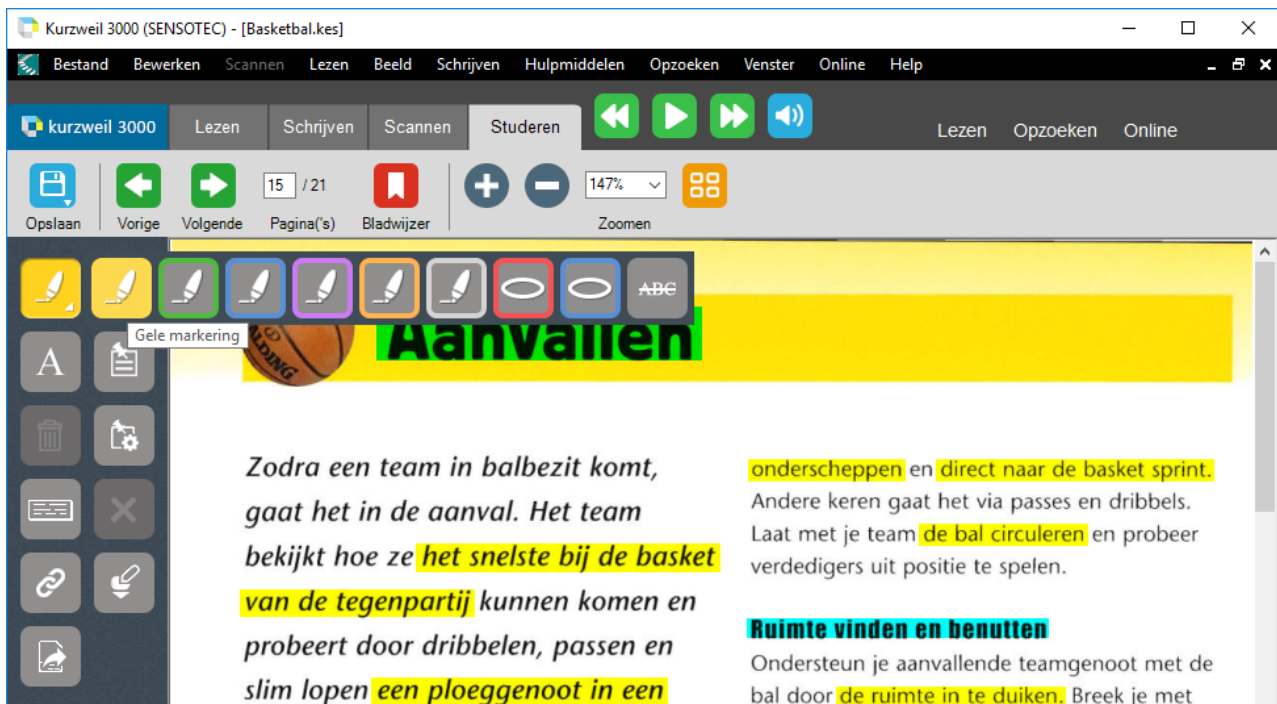 Kurzweil 3000 (SENSOTEC) - [Basketbal.kes]
Bestand Bewerken Scannen Lezen Beeld Schrijven Hulpmiddelen Opzoeken Venster Online Help
kurzweil 3000 Lezen Schrijven Scannen Studeren Lezen Opzoeken Online
15 / 21 147%
Opslaan Vorige Volgende Pagina('s) Bladwijzer Zoomen
ABC
Gele markering
A
Aanvallen
Zodra een team in balbezit komt,
gaat het in de aanval. Het team
bekijkt hoe ze het snelste bij de basket
van de tegenpartij kunnen komen en
probeert door dribbelen, passen en
slim lopen een ploeggenoot in een
onderscheppen en direct naar de basket sprint.
Andere keren gaat het via passes en dribbels.
Laat met je team de bal circuleren en probeer
verdedigers uit positie te spelen.
Ruimte vinden en benutten
Ondersteun je aanvallende teamgenoot met de
bal door de ruimte in te duiken. Breek je met